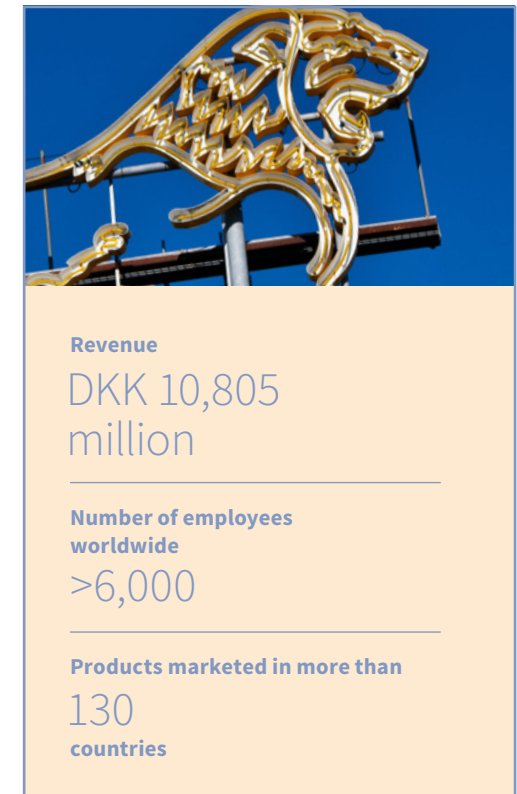 Revenue
DKK 10,805
million
Number of employees
worldwide
>6,000
Products marketed in more than
130
countries